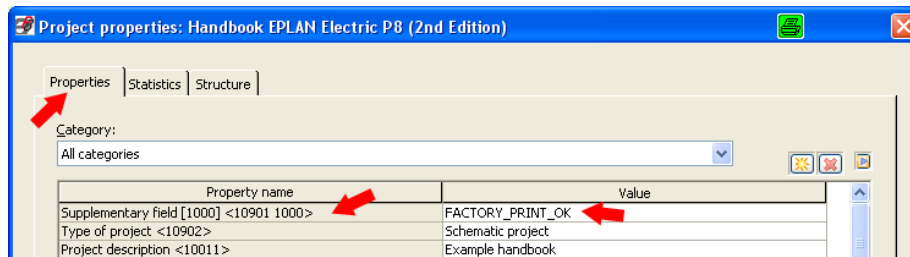 Project properties: Handbook EPLAN Electric P8 (2nd Edition)
Properties Statistics Structure
Category:
All categories
Property name Value
Supplementary field [1000] <10901 1000> FACTORY_PRINT_OK
Type of project <10902> Schematic project
Project description <10011> Example handbook